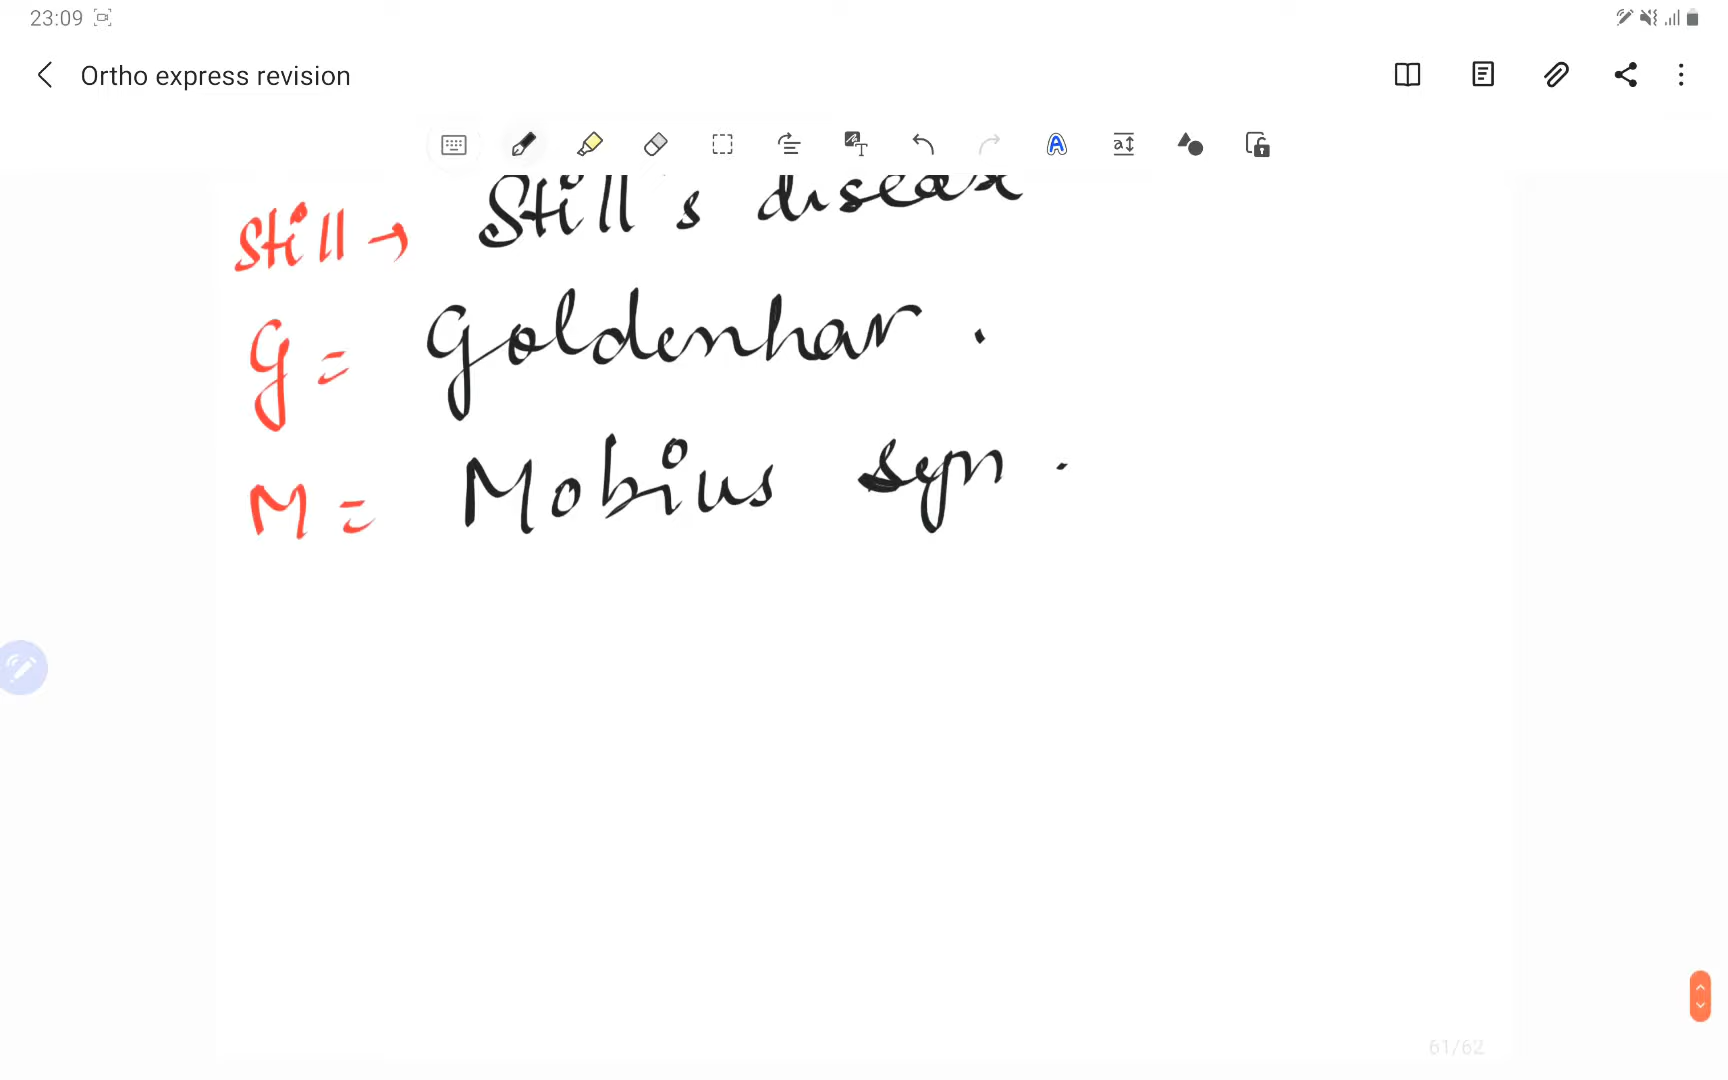 23:09
Ortho express revision
Still → Still's disease
G = Goldenhar .
M = Mobius syn .
61/62